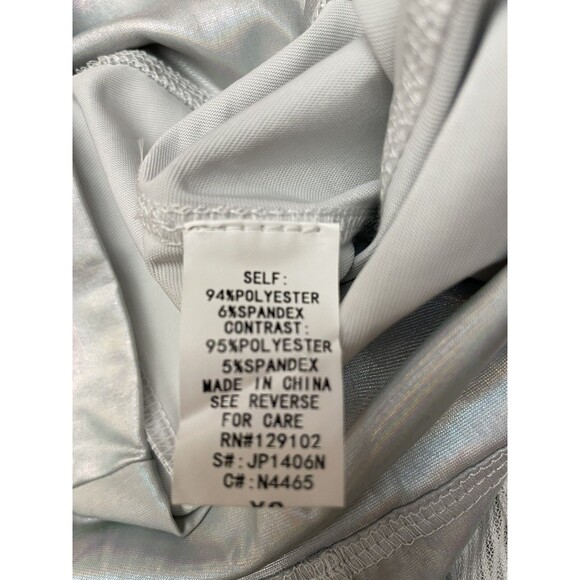 SELF:
94%POLYESTER
6%SPANDEX
CONTRAST:
95%POLYESTER
5%SPANDEX
MADE IN CHINA
SEE REVERSE
FOR CARE
RN#129102
S#:JP1406N
C#:N4465